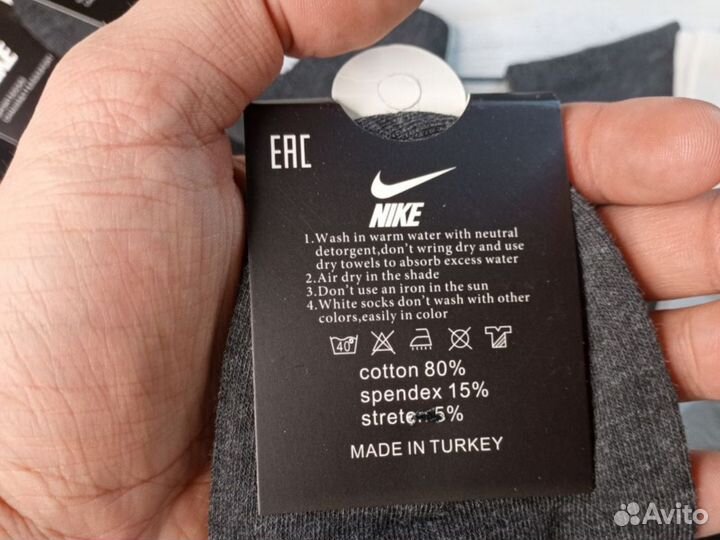 EAC
NIKE
1.Wash in warm water with neutral
detorgent,don't wring dry and use
dry towels to absorb excess water
2.Air dry in the shade
3.Don't use an iron in the sun
4.White socks don't wash with other
colors,easily in color
40°
cotton 80%
spendex 15%
5%
MADE IN TURKEY
Avito